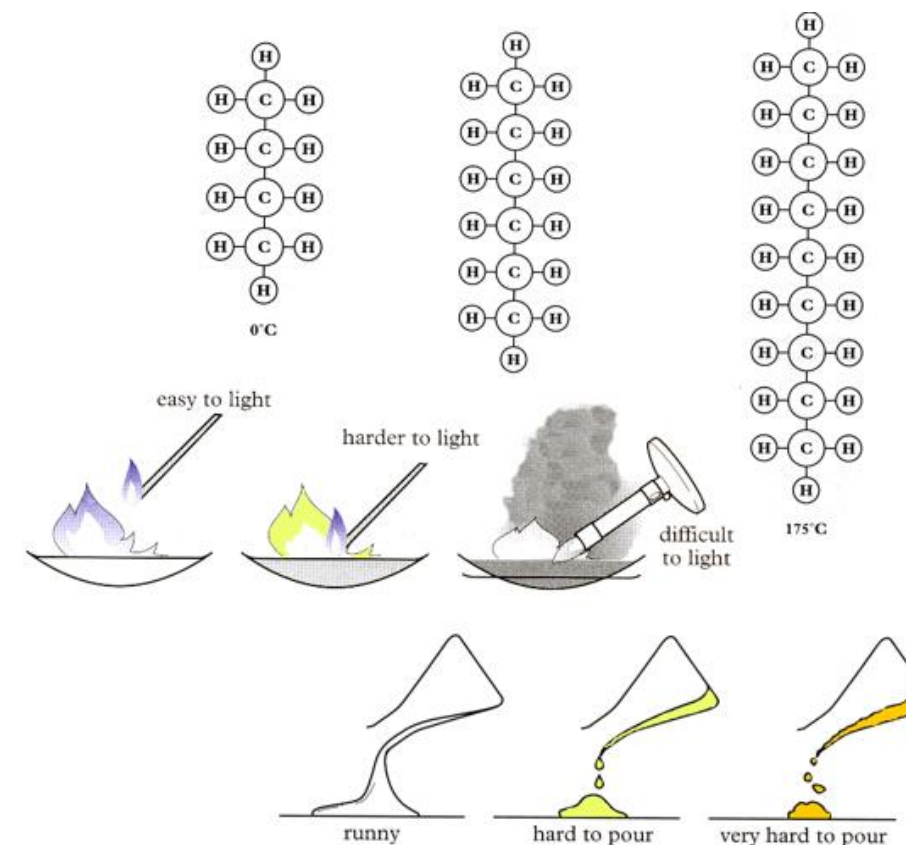 H
H C H
H C H
H C H
H C H
H
0°C
H
H C H
H C H
H C H
H C H
H C H
H C H
H
H
H C H
H C H
H C H
H C H
H C H
H C H
H C H
H C H
H C H
H
175°C
easy to light
harder to light
difficult
to light
runny
hard to pour
very hard to pour